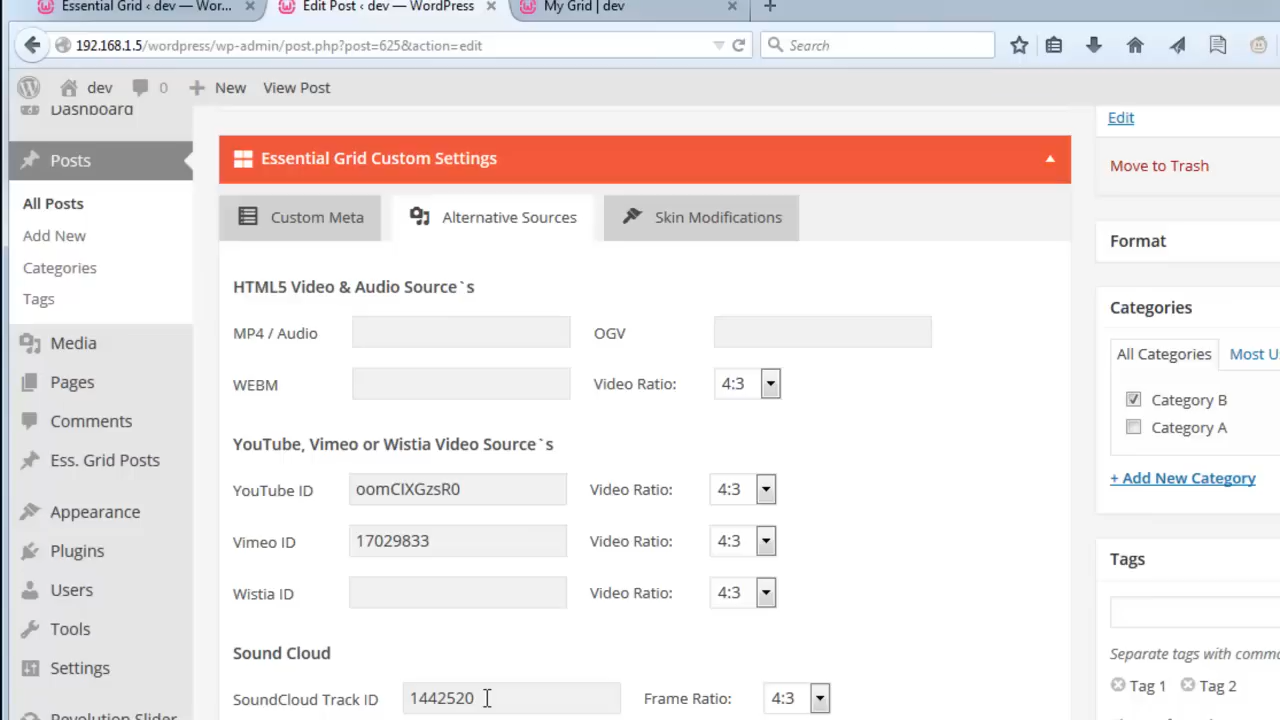 Essential Grid ‹ dev — Wor...
Edit Post ‹ dev — WordPress
My Grid | dev
192.168.1.5/wordpress/wp-admin/post.php?post=625&action=edit
Search
dev
0
New
View Post
Dashboard
Posts
All Posts
Add New
Categories
Tags
Media
Pages
Comments
Ess. Grid Posts
Appearance
Plugins
Users
Tools
Settings
Revolution Slider
Essential Grid Custom Settings
Custom Meta
Alternative Sources
Skin Modifications
HTML5 Video & Audio Source`s
MP4 / Audio
OGV
WEBM
Video Ratio: 4:3
YouTube, Vimeo or Wistia Video Source`s
YouTube ID oomCIXGzsR0 Video Ratio: 4:3
Vimeo ID 17029833 Video Ratio: 4:3
Wistia ID Video Ratio: 4:3
Sound Cloud
SoundCloud Track ID 1442520 Frame Ratio: 4:3
Edit
Move to Trash
Format
Categories
All Categories
Most U
Category B
Category A
+ Add New Category
Tags
Separate tags with comm
Tag 1
Tag 2